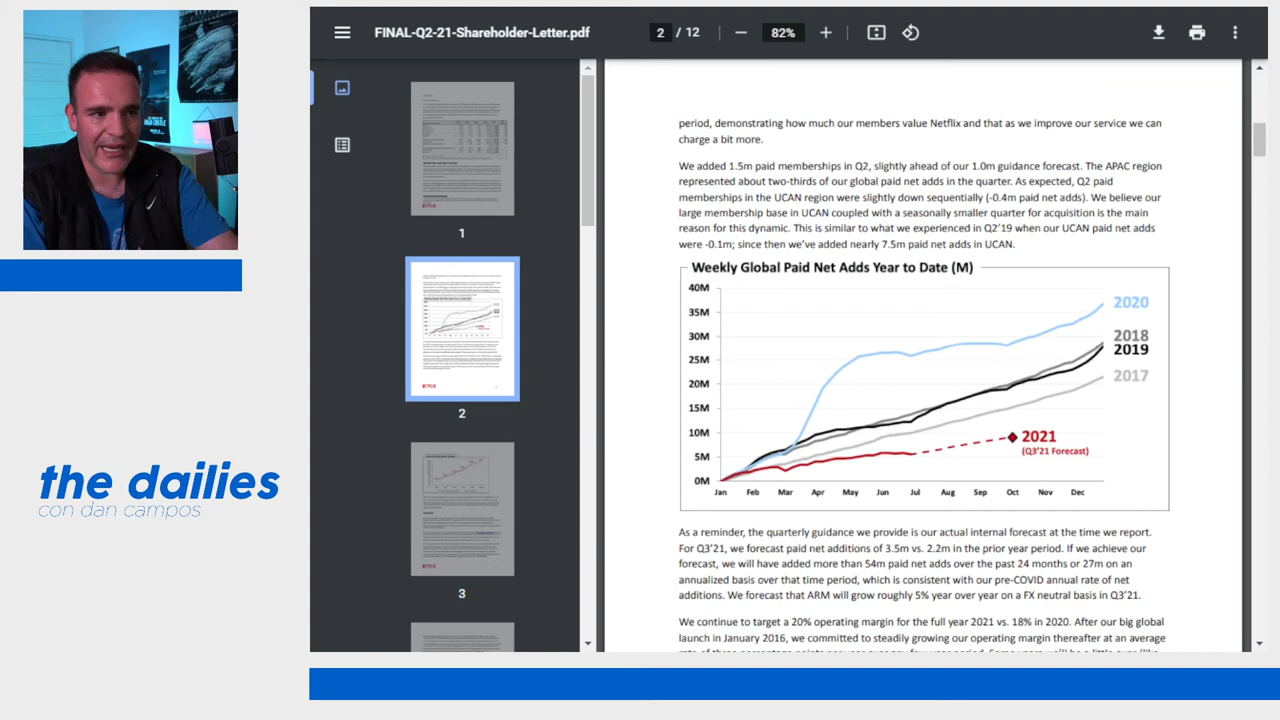 FINAL-Q2-21-Shareholder-Letter.pdf
2 / 12
82%
1
2
3
period, demonstrating how much our members value Netflix and that as we improve our service we can
charge a bit more.
We added 1.5m paid memberships in Q2, slightly ahead of our 1.0m guidance forecast. The APAC region
represented about two-thirds of our global paid net adds in the quarter. As expected, Q2 paid
memberships in the UCAN region were slightly down sequentially (-0.4m paid net adds). We believe our
large membership base in UCAN coupled with a seasonally smaller quarter for acquisition is the main
reason for this dynamic. This is similar to what we experienced in Q2'19 when our UCAN paid net adds
were -0.1m; since then we've added nearly 7.5m paid net adds in UCAN.
Weekly Global Paid Net Adds Year to Date (M)
40M
35M
30M
25M
20M
15M
10M
5M
0M
2020
2018
2019
2017
2021
(Q3'21 Forecast)
Jan Feb Mar Apr May Jun Jul Aug Sep Oct Nov Dec
As a reminder, the quarterly guidance we provide is our actual internal forecast at the time we report.
For Q3'21, we forecast paid net additions of 3.5m vs. 2.2m in the prior year period. If we achieve our
forecast, we will have added more than 54m paid net adds over the past 24 months or 27m on an
annualized basis over that time period, which is consistent with our pre-COVID annual rate of net
additions. We forecast that ARM will grow roughly 5% year over year on a FX neutral basis in Q3'21.
We continue to target a 20% operating margin for the full year 2021 vs. 18% in 2020. After our big global
launch in January 2016, we committed to steadily growing our operating margin thereafter at an average
the dailies
con dan campos